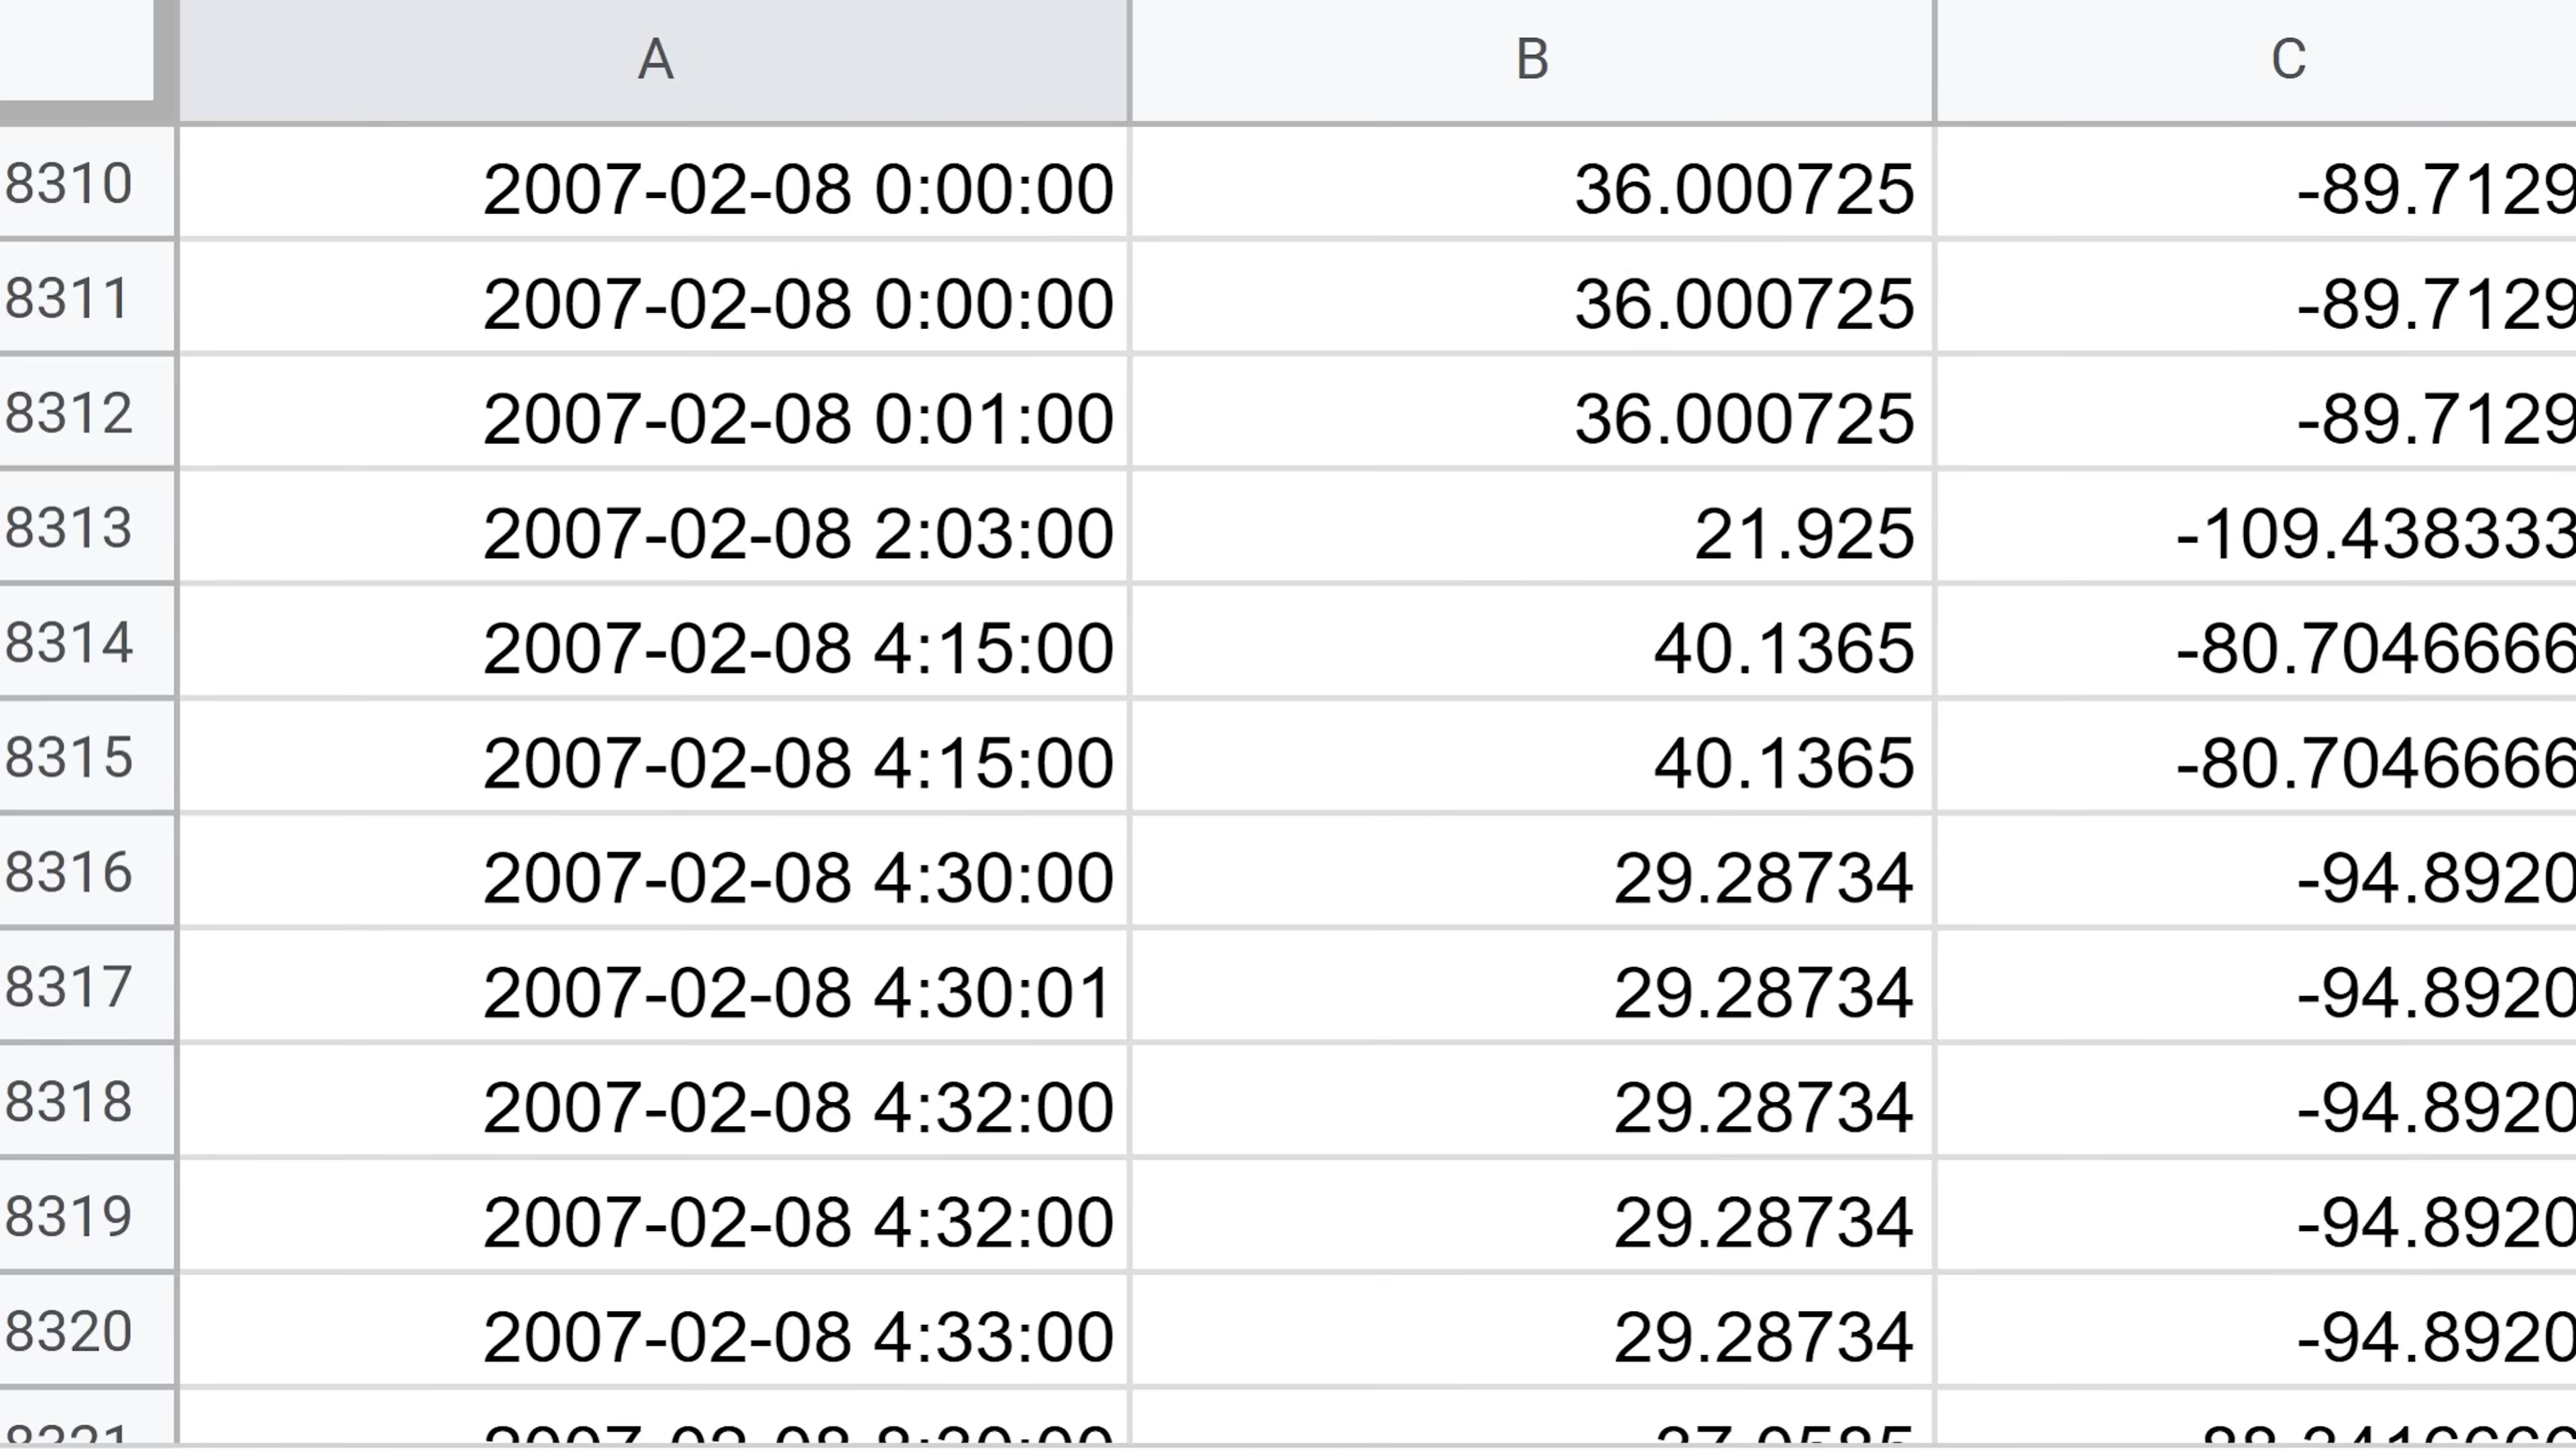 A B C
8310 2007-02-08 0:00:00 36.000725 -89.7129
8311 2007-02-08 0:00:00 36.000725 -89.7129
8312 2007-02-08 0:01:00 36.000725 -89.7129
8313 2007-02-08 2:03:00 21.925 -109.438333
8314 2007-02-08 4:15:00 40.1365 -80.7046666
8315 2007-02-08 4:15:00 40.1365 -80.7046666
8316 2007-02-08 4:30:00 29.28734 -94.8920
8317 2007-02-08 4:30:01 29.28734 -94.8920
8318 2007-02-08 4:32:00 29.28734 -94.8920
8319 2007-02-08 4:32:00 29.28734 -94.8920
8320 2007-02-08 4:33:00 29.28734 -94.8920
8321 2007-02-08